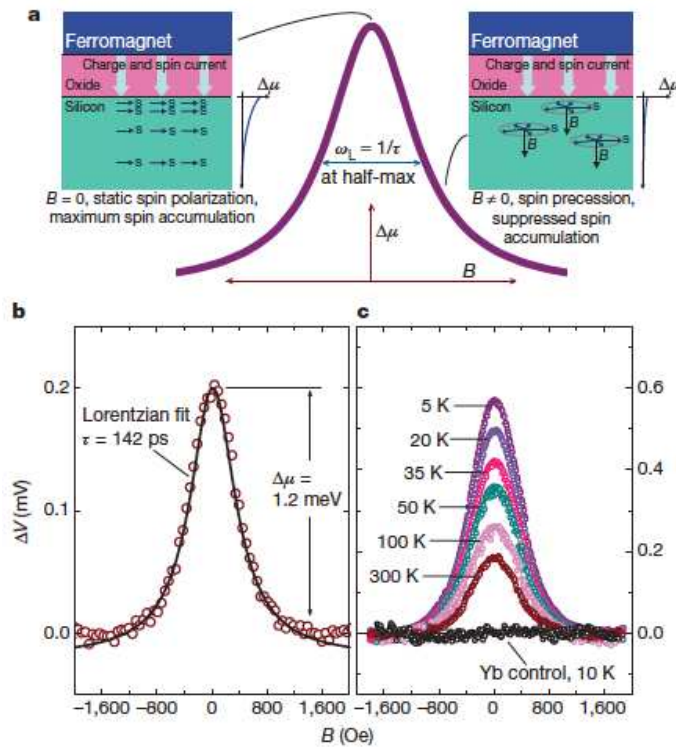 a
Ferromagnet
Charge and spin current
Oxide
Silicon
Δμ
S S S
S S S
S S S
S S S
B = 0, static spin polarization,
maximum spin accumulation
ω_L = 1/τ
at half-max
Δμ
B
Ferromagnet
Charge and spin current
Oxide
Silicon
Δμ
S
S
S
B
B
B
B ≠ 0, spin precession,
suppressed spin
accumulation
b
ΔV (mV)
0.2
0.1
0.0
Lorentzian fit
τ = 142 ps
Δμ =
1.2 meV
−1,600 −800 0 800 1,600
c
5 K
20 K
35 K
50 K
100 K
300 K
Yb control, 10 K
0.6
0.4
0.2
0.0
−1,600 −800 0 800 1,600
B (Oe)